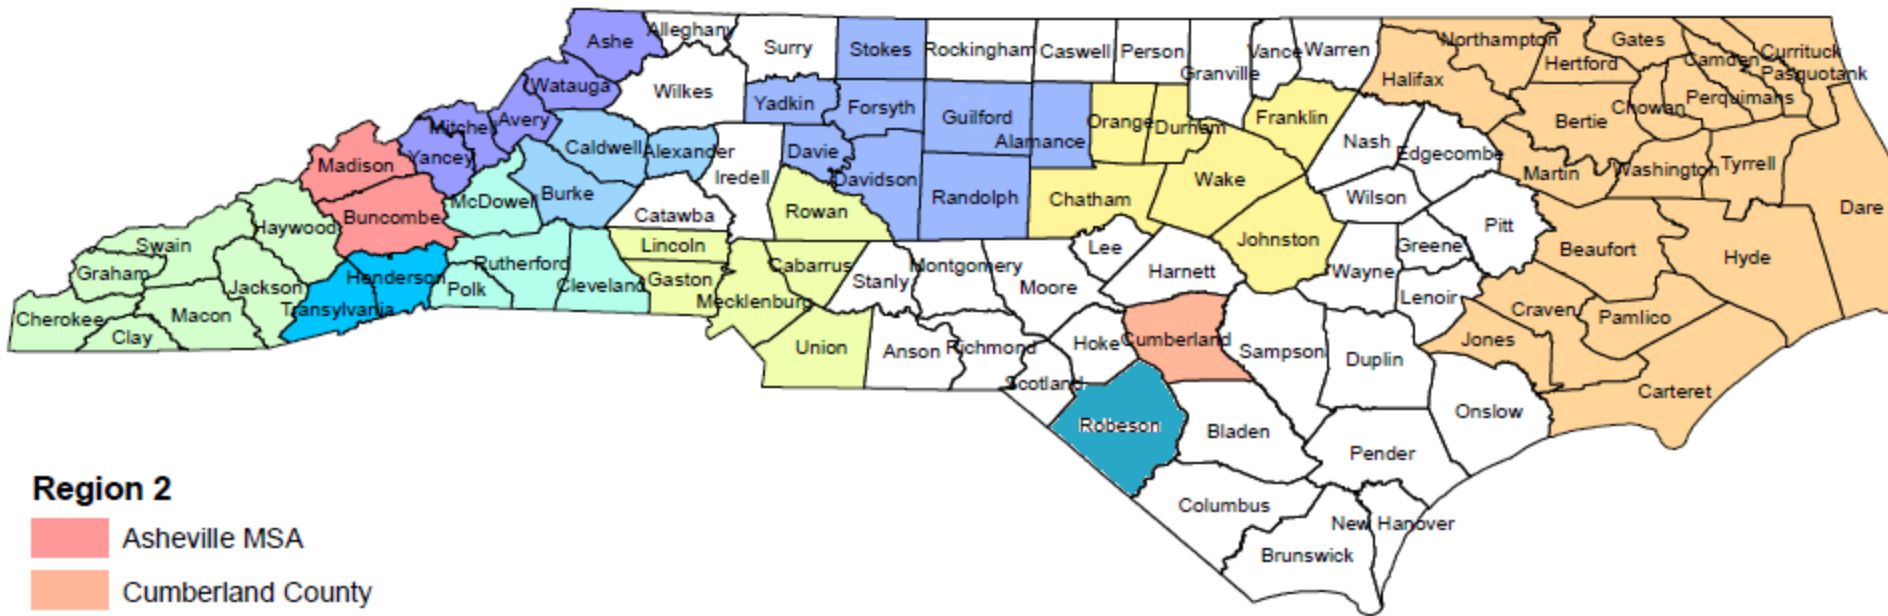 Ashe
Alleghany
Surry
Stokes
Rockingham
Caswell
Person
Granville
Vance
Warren
Northampton
Gates
Hertford
Camden
Currituck
Pasquotank
Watauga
Wilkes
Yadkin
Forsyth
Guilford
Alamance
Orange
Durham
Franklin
Halifax
Bertie
Chowan
Perquimans
Mitchell
Avery
Yancey
Caldwell
Alexander
Iredell
Davie
Davidson
Randolph
Chatham
Wake
Nash
Edgecombe
Martin
Washington
Tyrrell
Dare
Madison
Buncombe
McDowell
Burke
Catawba
Rowan
Wilson
Pitt
Beaufort
Hyde
Swain
Haywood
Graham
Jackson
Henderson
Transylvania
Rutherford
Polk
Cleveland
Lincoln
Gaston
Cabarrus
Mecklenburg
Stanly
Montgomery
Moore
Lee
Harnett
Johnston
Wayne
Greene
Lenoir
Craven
Pamlico
Cherokee
Clay
Macon
Union
Anson
Richmond
Scotland
Hoke
Cumberland
Sampson
Duplin
Jones
Carteret
Onslow
Robeson
Bladen
Pender
Columbus
New Hanover
Brunswick
Region 2
Asheville MSA
Cumberland County